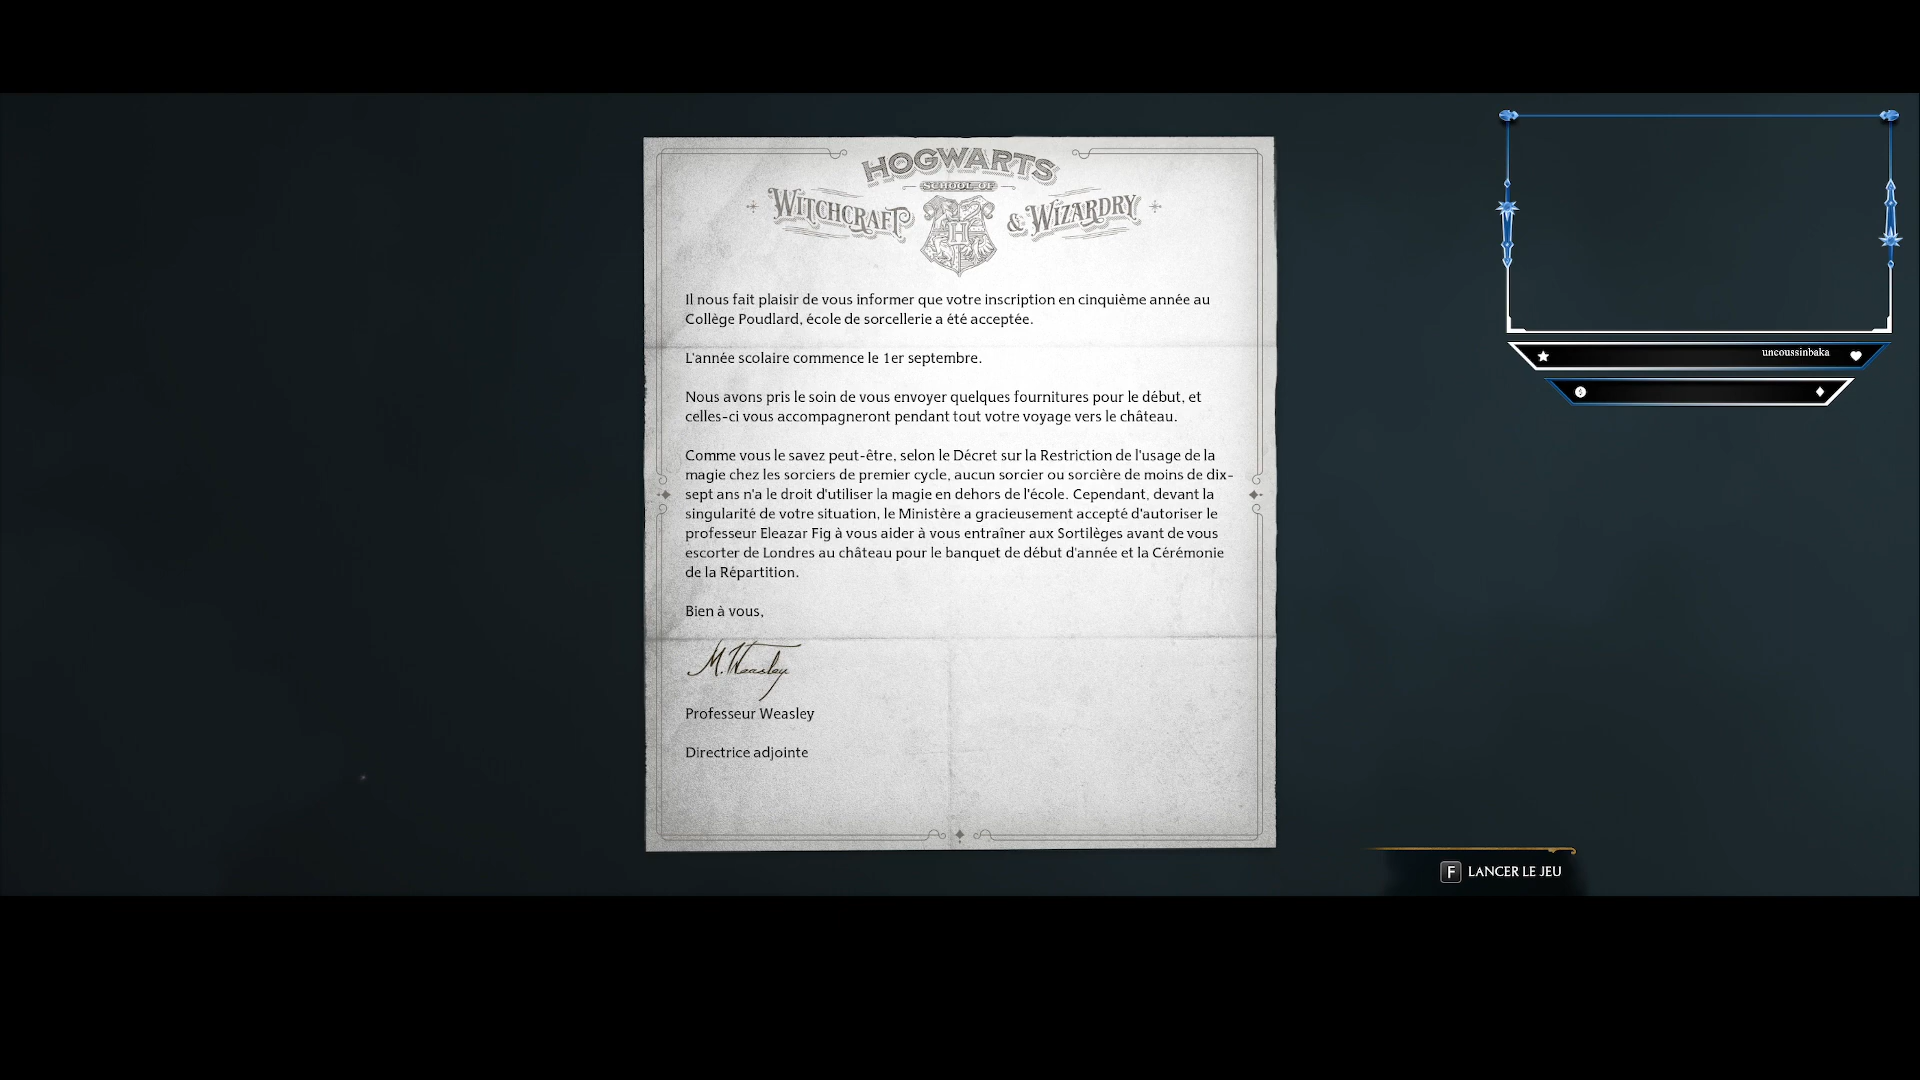 HOGWARTS
SCHOOL OF
WITCHCRAFT & WIZARDRY
H
Il nous fait plaisir de vous informer que votre inscription en cinquième année au
Collège Poudlard, école de sorcellerie a été acceptée.
L'année scolaire commence le 1er septembre.
Nous avons pris le soin de vous envoyer quelques fournitures pour le début, et
celles-ci vous accompagneront pendant tout votre voyage vers le château.
Comme vous le savez peut-être, selon le Décret sur la Restriction de l'usage de la
magie chez les sorciers de premier cycle, aucun sorcier ou sorcière de moins de dix-
sept ans n'a le droit d'utiliser la magie en dehors de l'école. Cependant, devant la
singularité de votre situation, le Ministère a gracieusement accepté d'autoriser le
professeur Eleazar Fig à vous aider à vous entraîner aux Sortilèges avant de vous
escorter de Londres au château pour le banquet de début d'année et la Cérémonie
de la Répartition.
Bien à vous,
M. Weasley
Professeur Weasley
Directrice adjointe
uncoussinbaka
F LANCER LE JEU